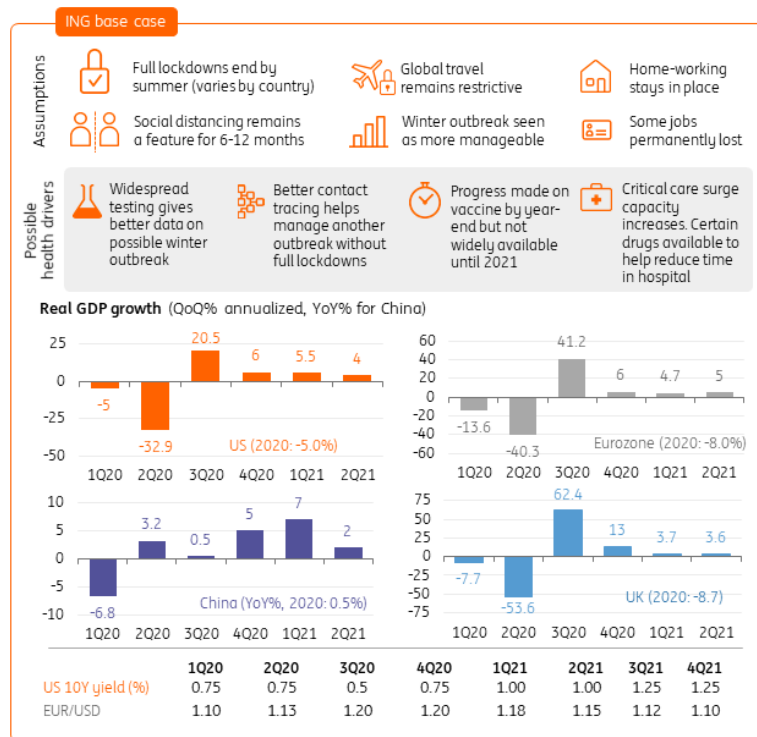 ING base case
Assumptions
Full lockdowns end by
summer (varies by country)
Global travel
remains restrictive
Home-working
stays in place
Social distancing remains
a feature for 6-12 months
Winter outbreak seen
as more manageable
Some jobs
permanently lost
Possible
health drivers
Widespread
testing gives
better data on
possible winter
outbreak
Better contact
tracing helps
manage another
outbreak without
full lockdowns
Progress made on
vaccine by year-
end but not
widely available
until 2021
Critical care surge
capacity
increases. Certain
drugs available to
help reduce time
in hospital
Real GDP growth (QoQ% annualized, YoY% for China)
25
0
-25
-50
-5
-32.9
20.5
6
5.5
4
US (2020: -5.0%)
1Q20 2Q20 3Q20 4Q20 1Q21 2Q21
60
40
20
0
-20
-40
-60
-13.6
-40.3
41.2
6
4.7
5
Eurozone (2020: -8.0%)
1Q20 2Q20 3Q20 4Q20 1Q21 2Q21
10
5
0
-5
-10
-6.8
3.2
0.5
5
7
2
China (YoY%, 2020: 0.5%)
1Q20 2Q20 3Q20 4Q20 1Q21 2Q21
75
50
25
0
-25
-50
-75
-7.7
-53.6
62.4
13
3.7
3.6
UK (2020: -8.7)
1Q20 2Q20 3Q20 4Q20 1Q21 2Q21
1Q20 2Q20 3Q20 4Q20 1Q21 2Q21 3Q21 4Q21
US 10Y yield (%) 0.75 0.75 0.5 0.75 1.00 1.00 1.25 1.25
EUR/USD 1.10 1.13 1.20 1.20 1.18 1.15 1.12 1.10